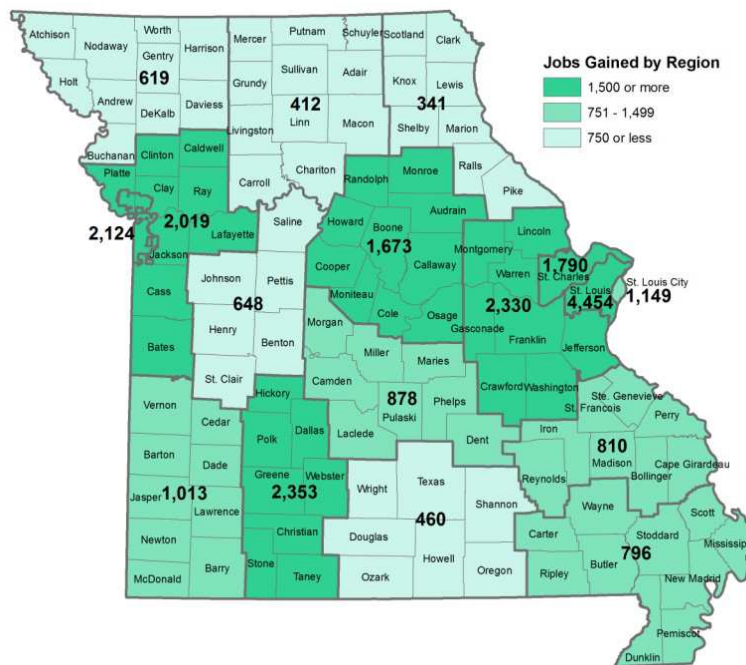 Jobs Gained by Region
1,500 or more
751 - 1,499
750 or less
Atchison
Nodaway
Worth
Gentry
Harrison
Holt
619
Andrew
DeKalb
Daviess
Buchanan
Mercer
Putnam
Schuyler
Sullivan
Adair
Grundy
412
Linn
Macon
Livingston
Chariton
Carroll
Scotland
Clark
Knox
Lewis
341
Shelby
Marion
Ralls
Pike
Clinton
Caldwell
Platte
Clay
Ray
2,019
2,124
Lafayette
Jackson
Cass
Bates
Saline
Johnson
Pettis
648
Henry
Benton
St. Clair
Randolph
Monroe
Audrain
Howard
Boone
1,673
Callaway
Cooper
Moniteau
Cole
Osage
Lincoln
Montgomery
Warren
1,790
St. Charles
St. Louis
4,454
St. Louis City
1,149
2,330
Gasconade
Franklin
Jefferson
Crawford
Washington
Morgan
Miller
Maries
Camden
878
Pulaski
Phelps
Laclede
Dent
Ste. Genevieve
St. Francois
Perry
Iron
810
Madison
Cape Girardeau
Bollinger
Reynolds
Vernon
Cedar
Barton
Dade
Jasper
1,013
Lawrence
Newton
McDonald
Barry
Hickory
Polk
Dallas
Greene
Webster
2,353
Christian
Stone
Taney
Wright
Texas
Shannon
460
Douglas
Howell
Ozark
Oregon
Wayne
Scott
Carter
Stoddard
Mississippi
796
Butler
Ripley
New Madrid
Pemiscot
Dunklin